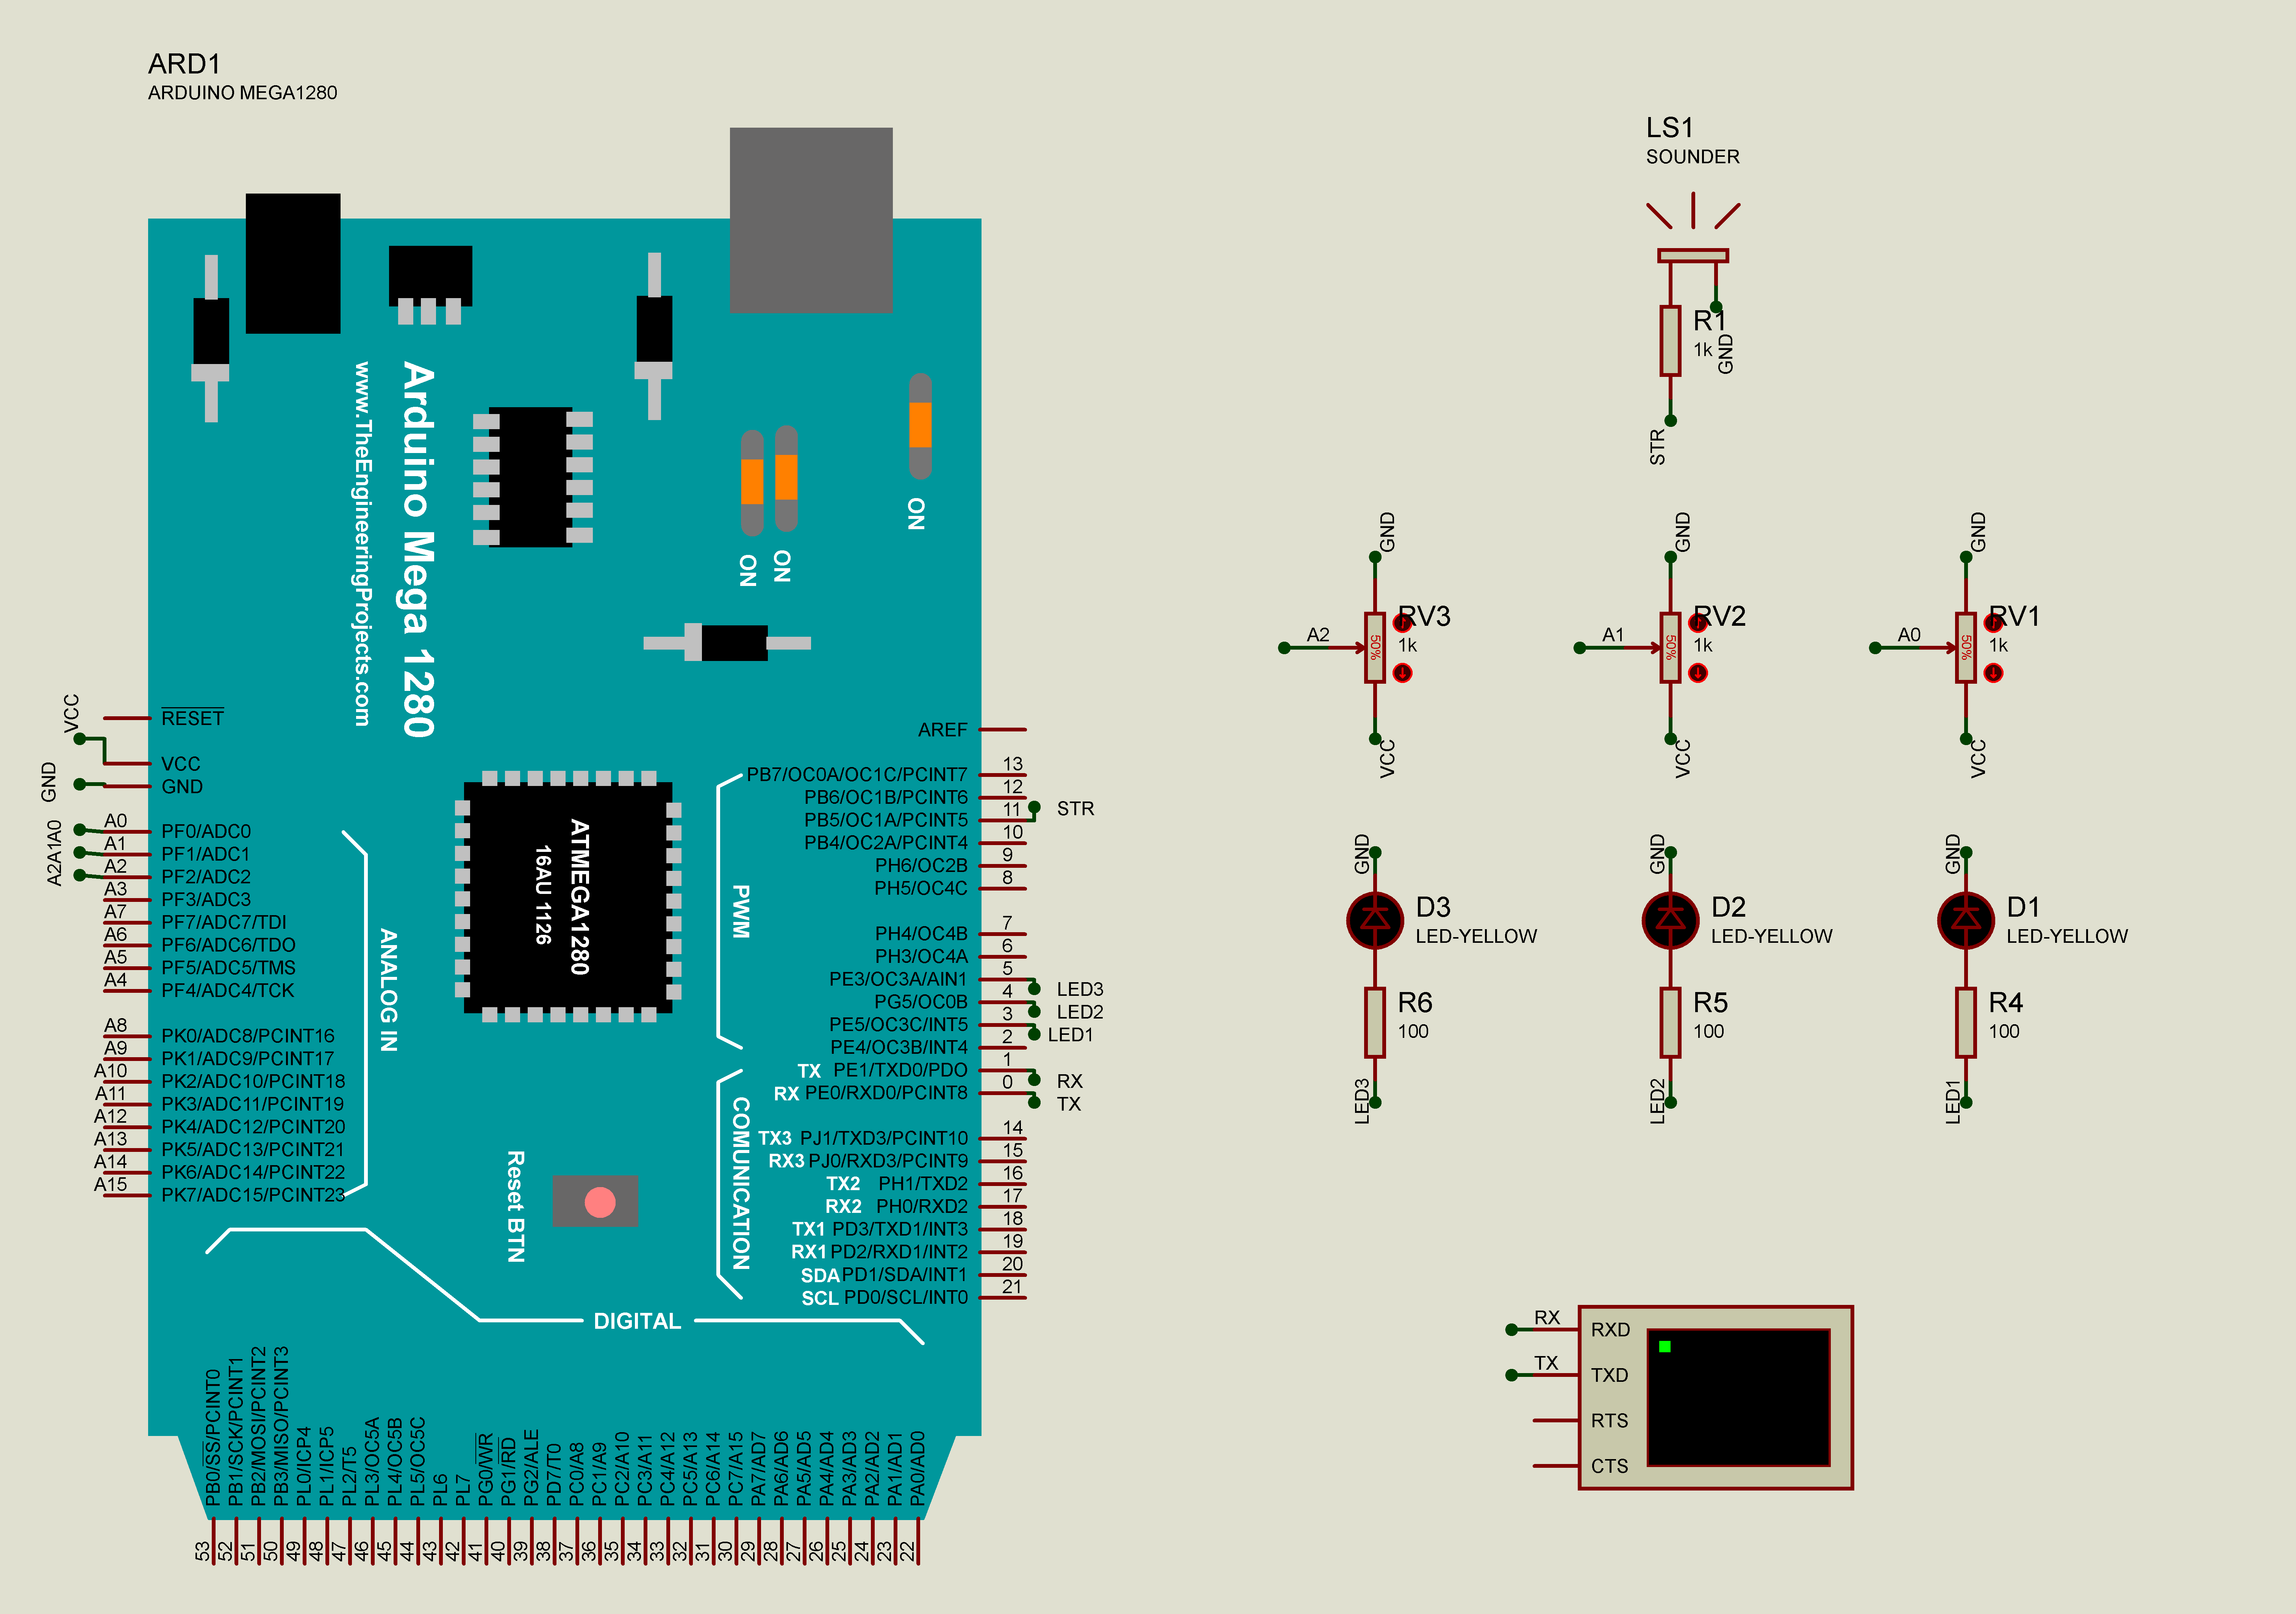 ARD1
ARDUINO MEGA1280
www.TheEngineeringProjects.com
Arduino Mega 1280
ON
ON
ON
VCC
GND
A2A1A0
RESET
VCC
GND
A0 PF0/ADC0
A1 PF1/ADC1
A2 PF2/ADC2
A3 PF3/ADC3
A7 PF7/ADC7/TDI
A6 PF6/ADC6/TDO
A5 PF5/ADC5/TMS
A4 PF4/ADC4/TCK
A8 PK0/ADC8/PCINT16
A9 PK1/ADC9/PCINT17
A10 PK2/ADC10/PCINT18
A11 PK3/ADC11/PCINT19
A12 PK4/ADC12/PCINT20
A13 PK5/ADC13/PCINT21
A14 PK6/ADC14/PCINT22
A15 PK7/ADC15/PCINT23
ANALOG IN
ATMEGA1280
16AU 1126
Reset BTN
PWM
COMUNICATION
DIGITAL
AREF
PB7/OC0A/OC1C/PCINT7 13
PB6/OC1B/PCINT6 12
PB5/OC1A/PCINT5 11 STR
PB4/OC2A/PCINT4 10
PH6/OC2B 9
PH5/OC4C 8
PH4/OC4B 7
PH3/OC4A 6
PE3/OC3A/AIN1 5 LED3
PG5/OC0B 4 LED2
PE5/OC3C/INT5 3 LED1
PE4/OC3B/INT4 2
TX PE1/TXD0/PDO 1 RX
RX PE0/RXD0/PCINT8 0 TX
TX3 PJ1/TXD3/PCINT10 14
RX3 PJ0/RXD3/PCINT9 15
TX2 PH1/TXD2 16
RX2 PH0/RXD2 17
TX1 PD3/TXD1/INT3 18
RX1 PD2/RXD1/INT2 19
SDA PD1/SDA/INT1 20
SCL PD0/SCL/INT0 21
PB0/SS/PCINT0 53
PB1/SCK/PCINT1 52
PB2/MOSI/PCINT2 51
PB3/MISO/PCINT3 50
PL0/ICP4 49
PL1/ICP5 48
PL2/T5 47
PL3/OC5A 46
PL4/OC5B 45
PL5/OC5C 44
PL6 43
PL7 42
PG0/WR 41
PG1/RD 40
PG2/ALE 39
PD7/T0 38
PC0/A8 37
PC1/A9 36
PC2/A10 35
PC3/A11 34
PC4/A12 33
PC5/A13 32
PC6/A14 31
PC7/A15 30
PA7/AD7 29
PA6/AD6 28
PA5/AD5 27
PA4/AD4 26
PA3/AD3 25
PA2/AD2 24
PA1/AD1 23
PA0/AD0 22
LS1
SOUNDER
R1
1k
GND
STR
GND
A2
50%
RV3
1k
VCC
GND
A1
50%
RV2
1k
VCC
GND
A0
50%
RV1
1k
VCC
GND
D3
LED-YELLOW
R6
100
LED3
GND
D2
LED-YELLOW
R5
100
LED2
GND
D1
LED-YELLOW
R4
100
LED1
RX RXD
TX TXD
RTS
CTS